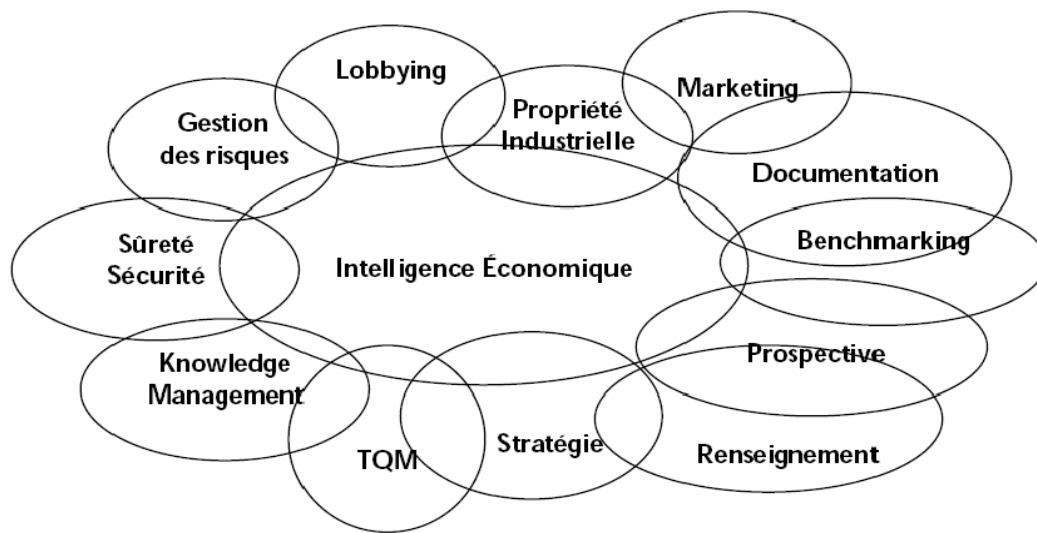 Lobbying
Marketing
Propriété
Industrielle
Gestion
des risques
Documentation
Sûreté
Sécurité
Benchmarking
Intelligence Économique
Prospective
Knowledge
Management
Stratégie
Renseignement
TQM